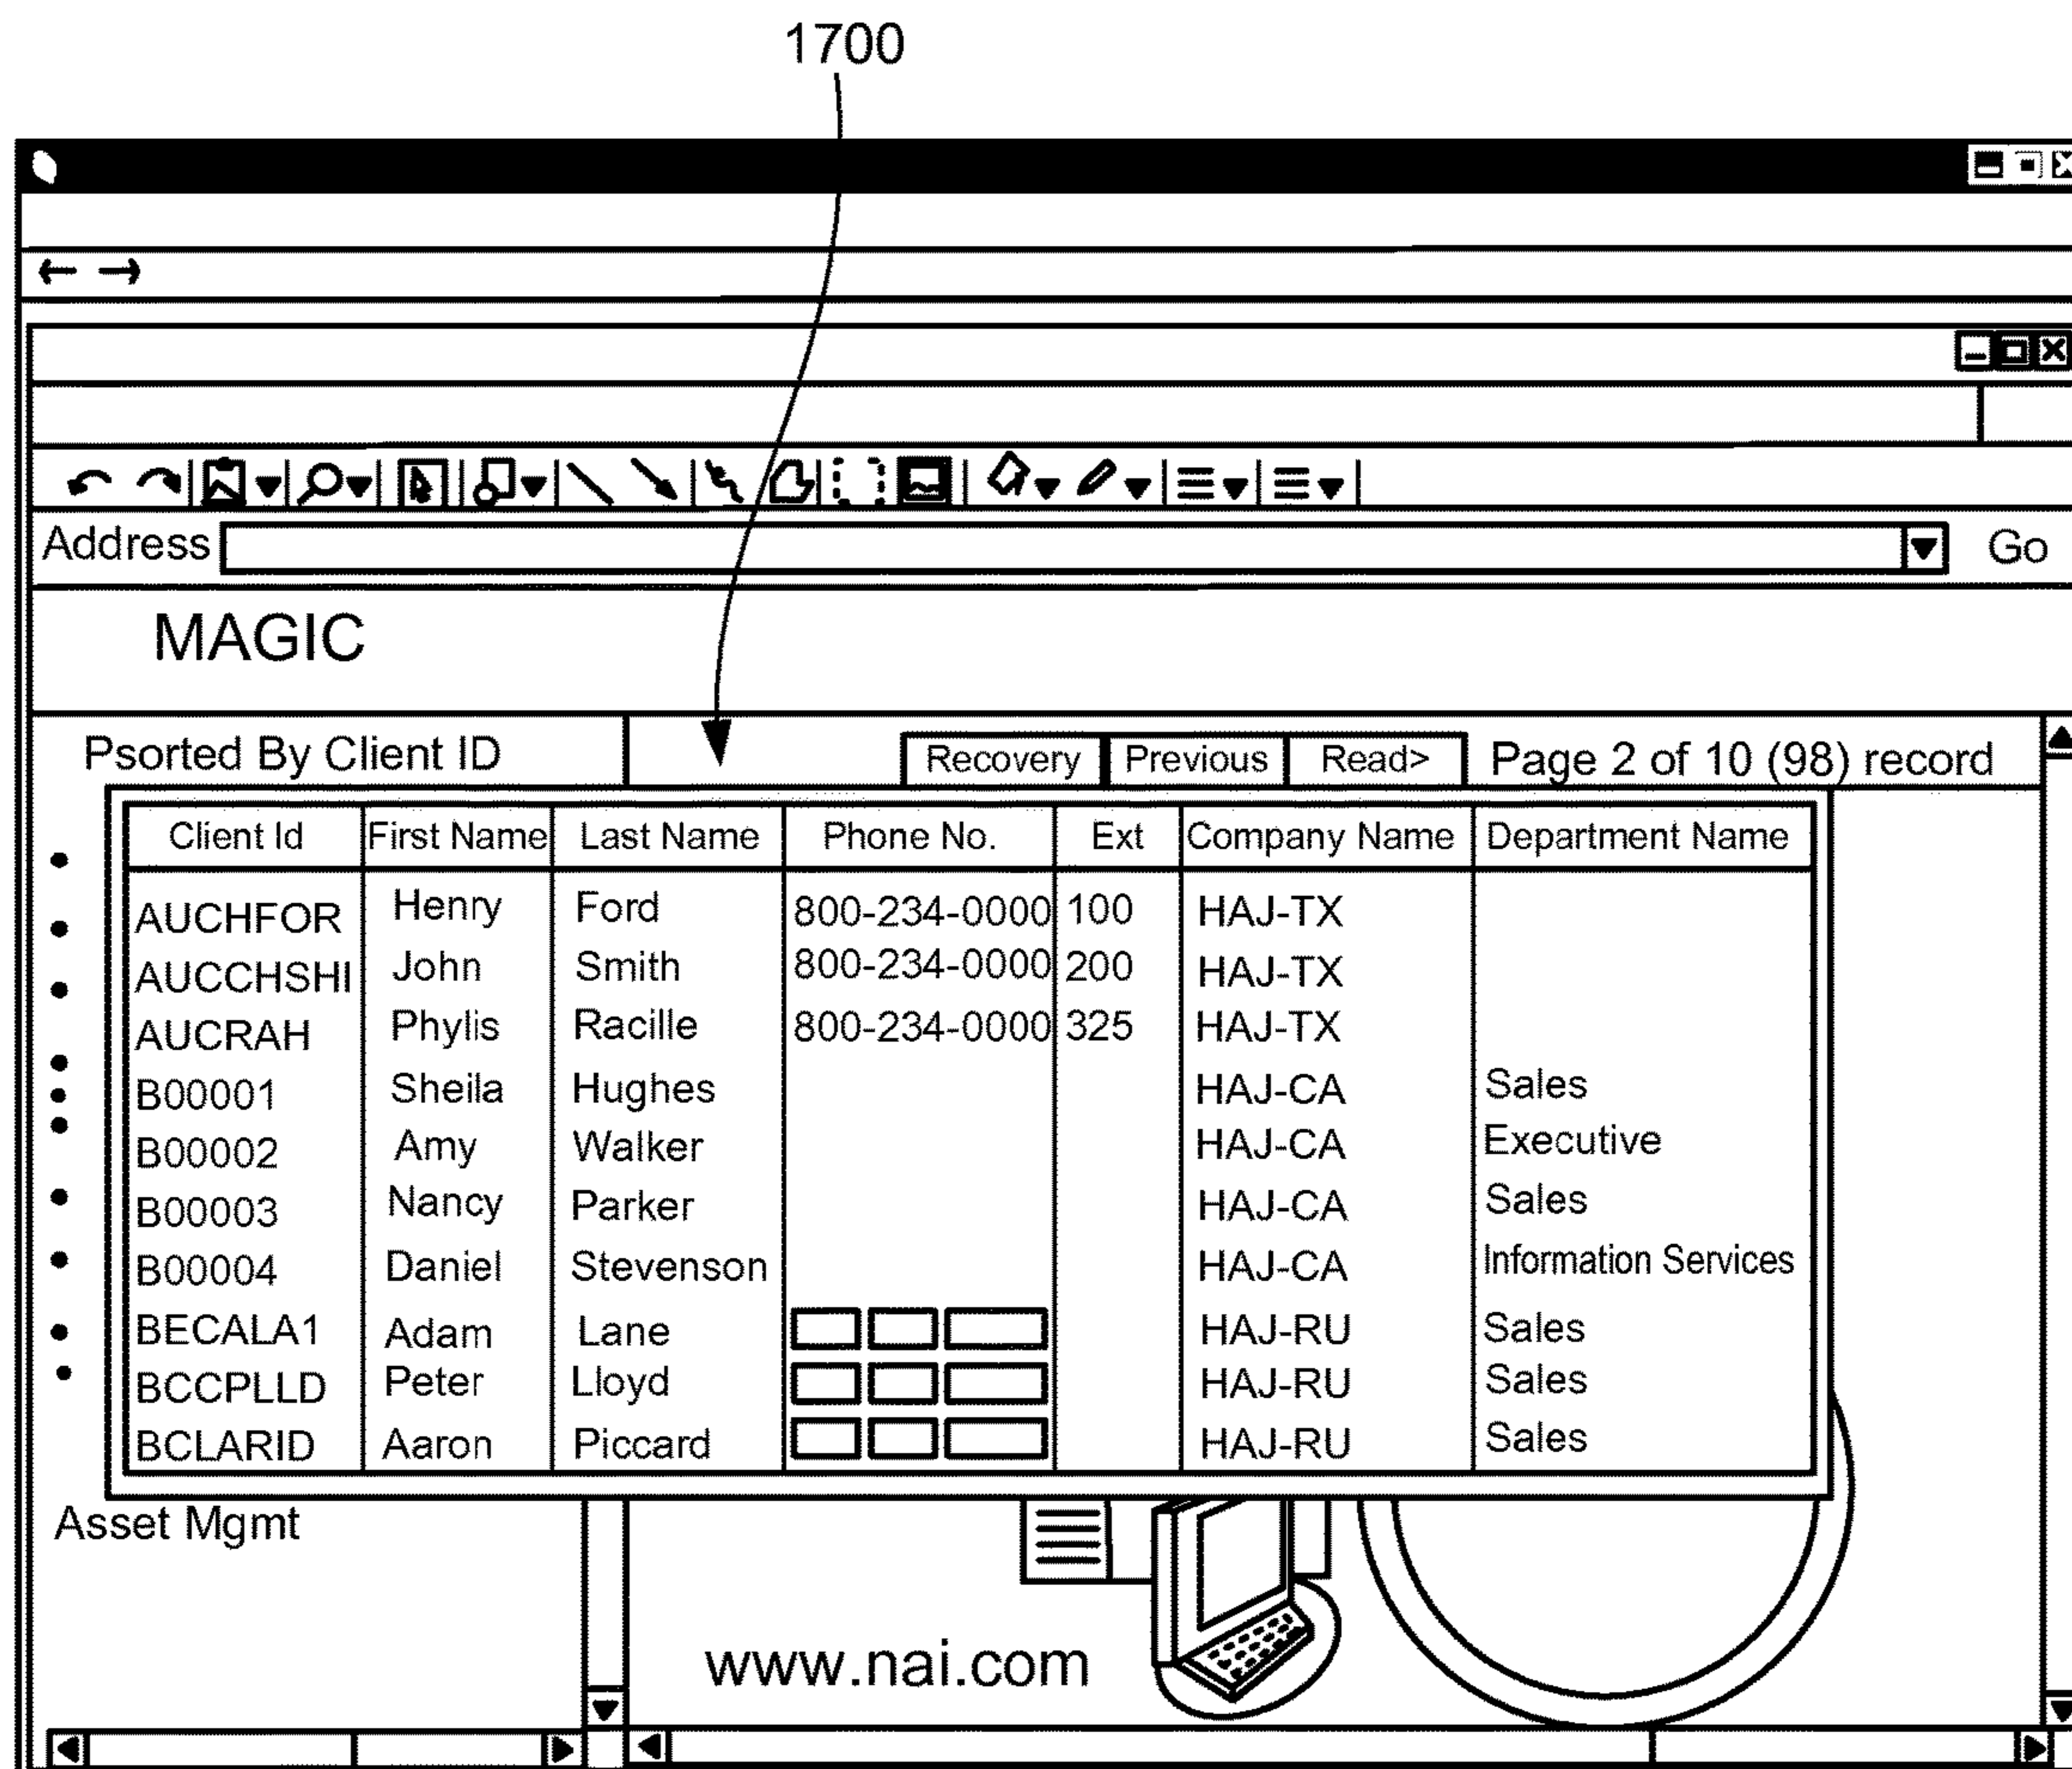 1700
Address Go
MAGIC
Psorted By Client ID Recovery Previous Read> Page 2 of 10 (98) record
Client Id First Name Last Name Phone No. Ext Company Name Department Name
AUCHFOR Henry Ford 800-234-0000 100 HAJ-TX
AUCCHSHI John Smith 800-234-0000 200 HAJ-TX
AUCRAH Phylis Racille 800-234-0000 325 HAJ-TX
B00001 Sheila Hughes HAJ-CA Sales
B00002 Amy Walker HAJ-CA Executive
B00003 Nancy Parker HAJ-CA Sales
B00004 Daniel Stevenson HAJ-CA Information Services
BECALA1 Adam Lane HAJ-RU Sales
BCCPLLD Peter Lloyd HAJ-RU Sales
BCLARID Aaron Piccard HAJ-RU Sales
Asset Mgmt
www.nai.com